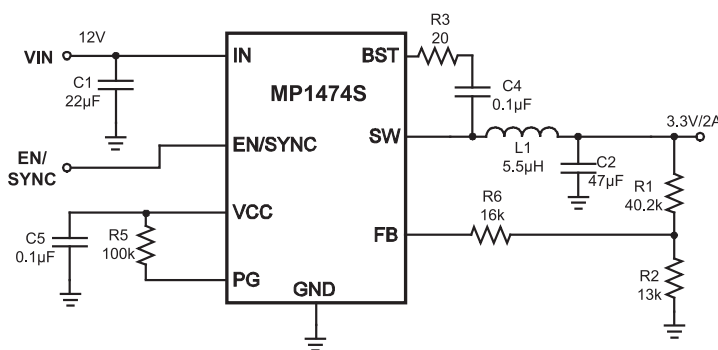 VIN
12V
C1
22µF
EN/
SYNC
C5
0.1µF
R5
100k
IN
MP1474S
EN/SYNC
VCC
PG
GND
BST
SW
FB
R3
20
C4
0.1µF
L1
5.5µH
3.3V/2A
C2
47µF
R1
40.2k
R6
16k
R2
13k